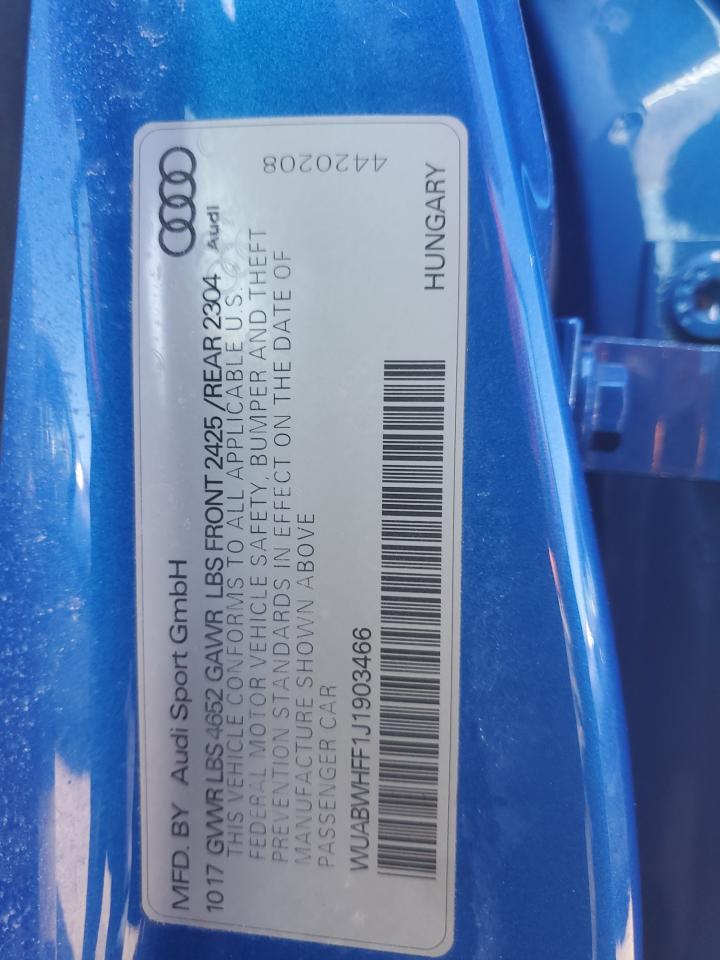 MFD. BY Audi Sport GmbH
Audi
1017 GVWR LBS 4652 GAWR LBS FRONT 2425 /REAR 2304
THIS VEHICLE CONFORMS TO ALL APPLICABLE U.S.
FEDERAL MOTOR VEHICLE SAFETY, BUMPER AND THEFT
PREVENTION STANDARDS IN EFFECT ON THE DATE OF
MANUFACTURE SHOWN ABOVE
PASSENGER CAR
WUABWHFF1J1903466
4420208
HUNGARY